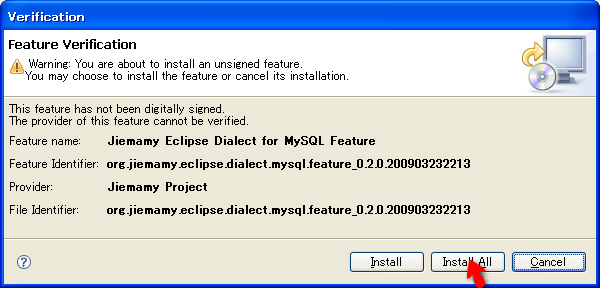 Verification
Feature Verification
Warning: You are about to install an unsigned feature.
You may choose to install the feature or cancel its installation.
This feature has not been digitally signed.
The provider of this feature cannot be verified.
Feature name: Jiemamy Eclipse Dialect for MySQL Feature
Feature Identifier: org.jiemamy.eclipse.dialect.mysql.feature_0.2.0.200903232213
Provider: Jiemamy Project
File Identifier: org.jiemamy.eclipse.dialect.mysql.feature_0.2.0.200903232213
? Install Install All Cancel